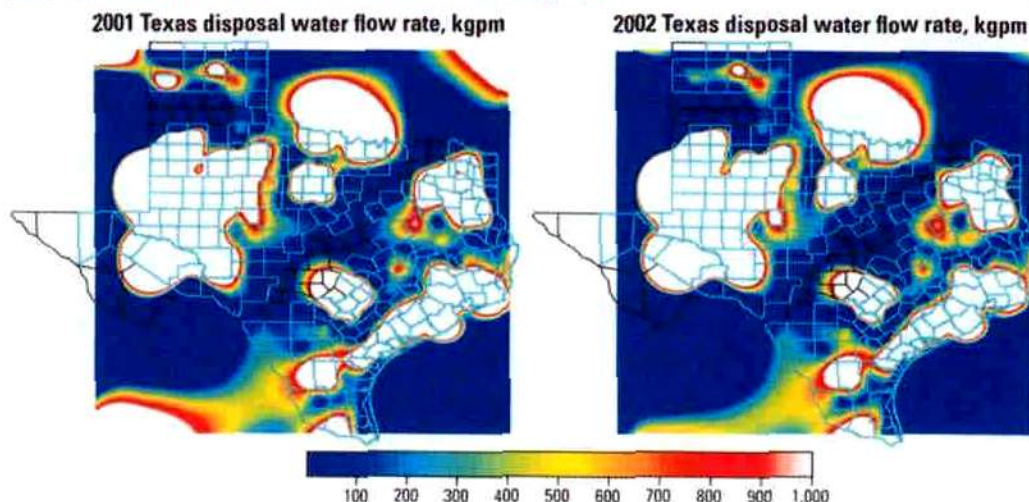 2001 Texas disposal water flow rate, kgpm
2002 Texas disposal water flow rate, kgpm
100 200 300 400 500 600 700 800 900 1.000